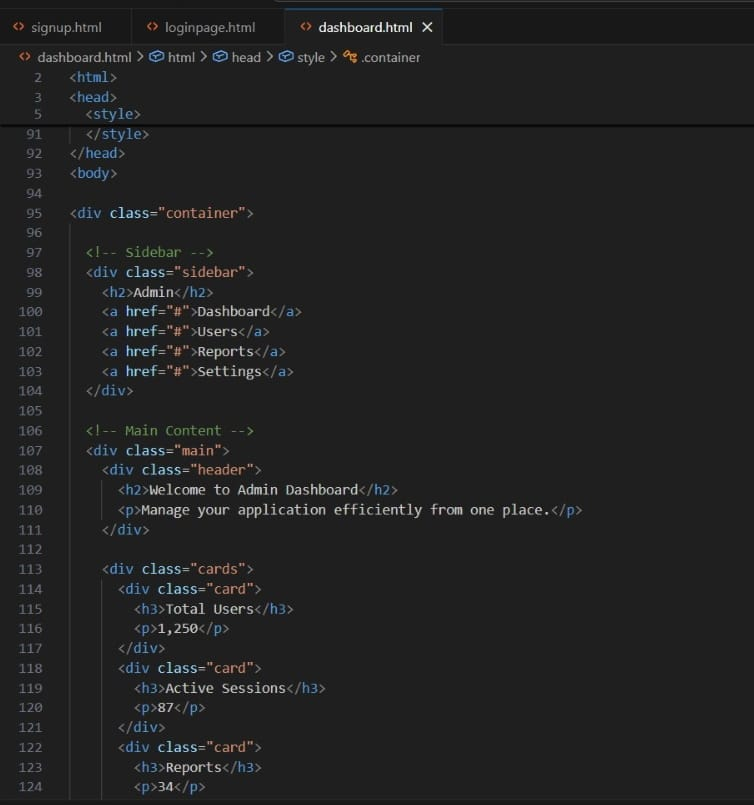 signup.html loginpage.html dashboard.html
dashboard.html > html > head > style > .container
2 <html>
3 <head>
5 <style>
91 </style>
92 </head>
93 <body>
94
95 <div class="container">
96
97 <!-- Sidebar -->
98 <div class="sidebar">
99 <h2>Admin</h2>
100 <a href="#">Dashboard</a>
101 <a href="#">Users</a>
102 <a href="#">Reports</a>
103 <a href="#">Settings</a>
104 </div>
105
106 <!-- Main Content -->
107 <div class="main">
108 <div class="header">
109 <h2>Welcome to Admin Dashboard</h2>
110 <p>Manage your application efficiently from one place.</p>
111 </div>
112
113 <div class="cards">
114 <div class="card">
115 <h3>Total Users</h3>
116 <p>1,250</p>
117 </div>
118 <div class="card">
119 <h3>Active Sessions</h3>
120 <p>87</p>
121 </div>
122 <div class="card">
123 <h3>Reports</h3>
124 <p>34</p>